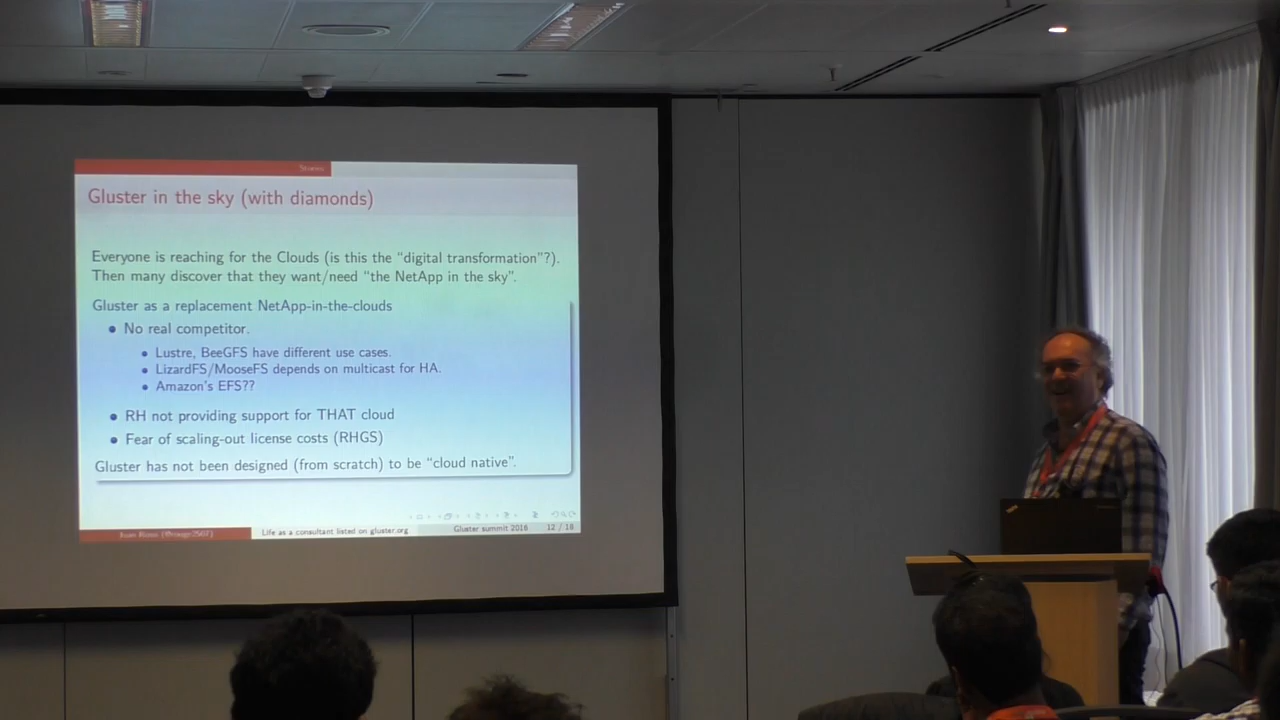 Stories
Gluster in the sky (with diamonds)
Everyone is reaching for the Clouds (is this the “digital transformation”?).
Then many discover that they want/need “the NetApp in the sky”.
Gluster as a replacement NetApp-in-the-clouds
• No real competitor.
• Lustre, BeeGFS have different use cases.
• LizardFS/MooseFS depends on multicast for HA.
• Amazon's EFS??
• RH not providing support for THAT cloud
• Fear of scaling-out license costs (RHGS)
Gluster has not been designed (from scratch) to be “cloud native”.
Life as a consultant listed on gluster.org
Gluster summit 2016
12 / 18